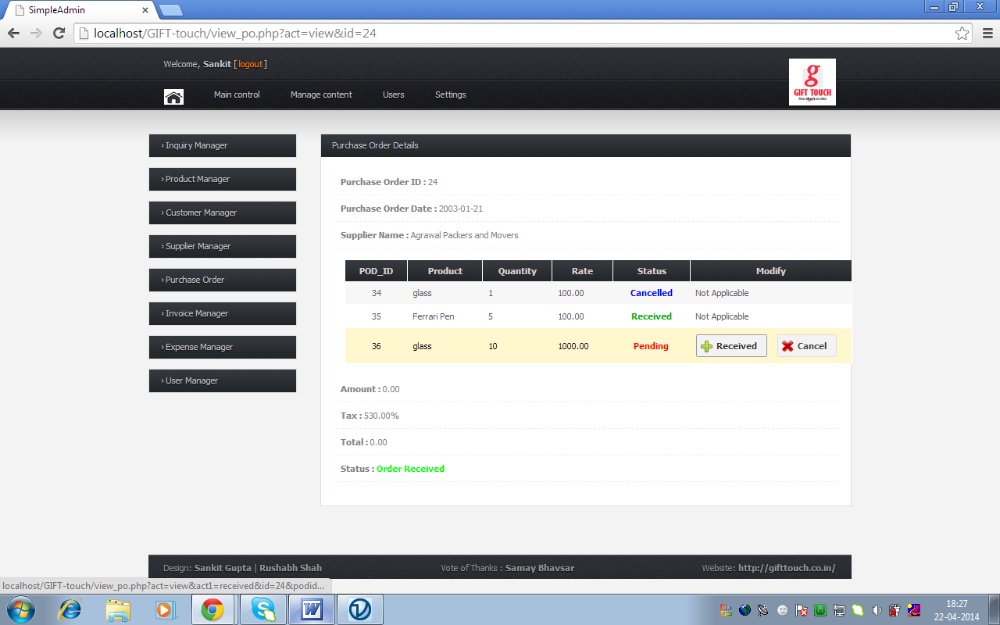 SimpleAdmin
localhost/GIFT-touch/view_po.php?act=view&id=24
Welcome, Sankit [ logout ]
g
GIFT TOUCH
Now that's an idea
Main control Manage content Users Settings
› Inquiry Manager
› Product Manager
› Customer Manager
› Supplier Manager
› Purchase Order
› Invoice Manager
› Expense Manager
› User Manager
Purchase Order Details
Purchase Order ID : 24
Purchase Order Date : 2003-01-21
Supplier Name : Agrawal Packers and Movers
POD_ID Product Quantity Rate Status Modify
34 glass 1 100.00 Cancelled Not Applicable
35 Ferrari Pen 5 100.00 Received Not Applicable
36 glass 10 1000.00 Pending Received Cancel
Amount : 0.00
Tax : 530.00%
Total : 0.00
Status : Order Received
Design: Sankit Gupta | Rushabh Shah Vote of Thanks : Samay Bhavsar Website: http://gifttouch.co.in/
localhost/GIFT-touch/view_po.php?act=view&act1=received&id=24&podid...
18:27
22-04-2014